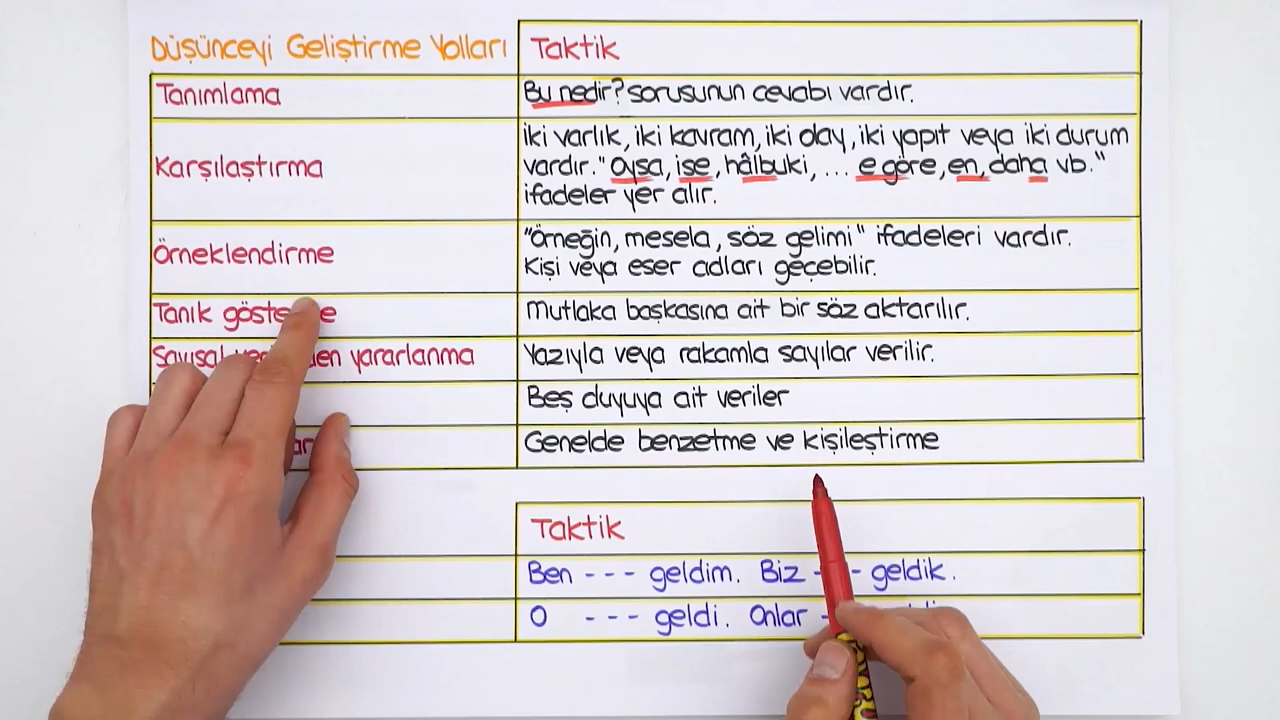 Düşünceyi Geliştirme Yolları
Taktik
Tanımlama
Bu nedir? sorusunun cevabı vardır.
Karşılaştırma
İki varlık, iki kavram, iki olay, iki yapıt veya iki durum
vardır. "oysa, ise, hâlbuki, ... e göre, en, daha vb."
ifadeler yer alır.
Örneklendirme
"Örneğin, mesela, söz gelimi" ifadeleri vardır.
Kişi veya eser adları geçebilir.
Tanık
Mutlaka başkasına ait bir söz aktarılır.
Sayısal yararlanma
Yazıyla veya rakamla sayılar verilir.
Beş duyuya ait veriler
Genelde benzetme ve kişileştirme
Taktik
Ben --- geldim. Biz - - geldik.
O --- geldi. Onlar -